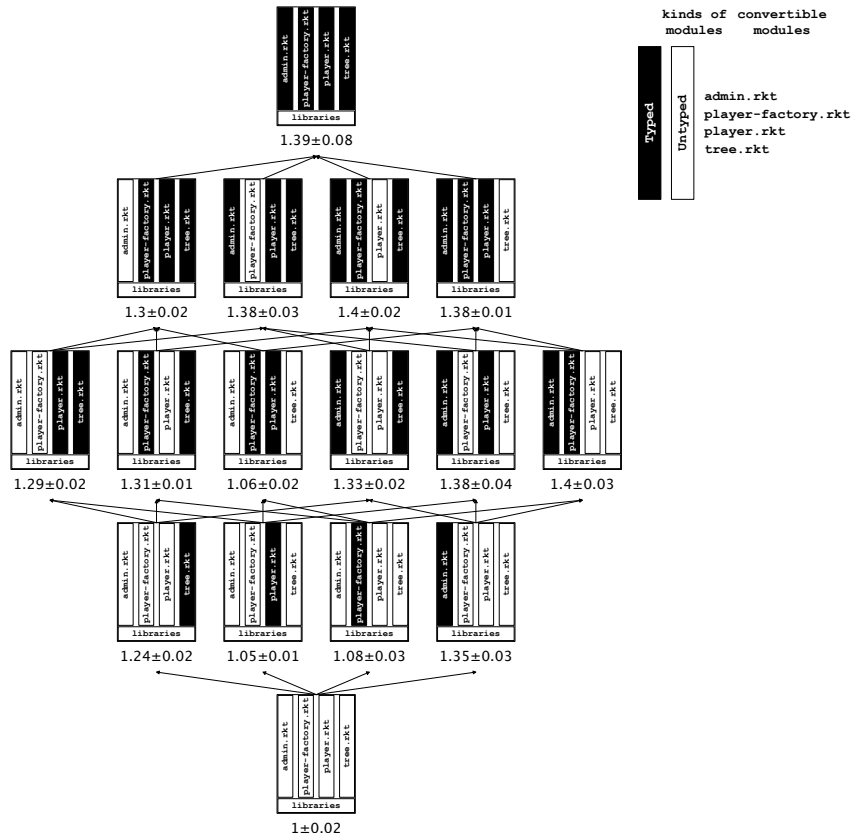 kinds of convertible
modules modules
Typed
Untyped
admin.rkt
player-factory.rkt
player.rkt
tree.rkt
admin.rkt player-factory.rkt player.rkt tree.rkt
libraries
1.39±0.08
admin.rkt player-factory.rkt player.rkt tree.rkt admin.rkt player-factory.rkt player.rkt tree.rkt admin.rkt player-factory.rkt player.rkt tree.rkt admin.rkt player-factory.rkt player.rkt tree.rkt
libraries libraries libraries libraries
1.3±0.02 1.38±0.03 1.4±0.02 1.38±0.01
admin.rkt player-factory.rkt player.rkt tree.rkt admin.rkt player-factory.rkt player.rkt tree.rkt admin.rkt player-factory.rkt player.rkt tree.rkt admin.rkt player-factory.rkt player.rkt tree.rkt admin.rkt player-factory.rkt player.rkt tree.rkt admin.rkt player-factory.rkt player.rkt tree.rkt
libraries libraries libraries libraries libraries libraries
1.29±0.02 1.31±0.01 1.06±0.02 1.33±0.02 1.38±0.04 1.4±0.03
admin.rkt player-factory.rkt player.rkt tree.rkt admin.rkt player-factory.rkt player.rkt tree.rkt admin.rkt player-factory.rkt player.rkt tree.rkt admin.rkt player-factory.rkt player.rkt tree.rkt
libraries libraries libraries libraries
1.24±0.02 1.05±0.01 1.08±0.03 1.35±0.03
admin.rkt player-factory.rkt player.rkt tree.rkt
libraries
1±0.02